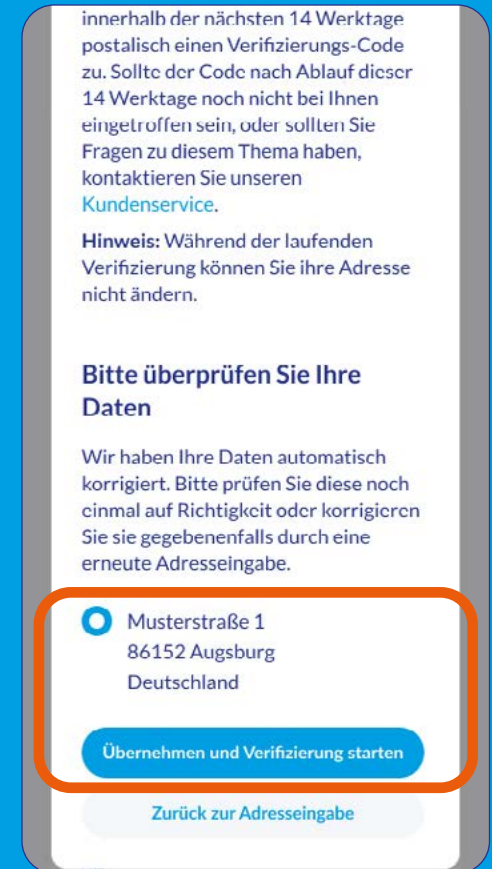 innerhalb der nächsten 14 Werktage
postalisch einen Verifizierungs-Code
zu. Sollte der Code nach Ablauf dieser
14 Werktage noch nicht bei Ihnen
eingetroffen sein, oder sollten Sie
Fragen zu diesem Thema haben,
kontaktieren Sie unseren
Kundenservice.
Hinweis: Während der laufenden
Verifizierung können Sie ihre Adresse
nicht ändern.
Bitte überprüfen Sie Ihre
Daten
Wir haben Ihre Daten automatisch
korrigiert. Bitte prüfen Sie diese noch
einmal auf Richtigkeit oder korrigieren
Sie sie gegebenenfalls durch eine
erneute Adresseingabe.
Musterstraße 1
86152 Augsburg
Deutschland
Übernehmen und Verifizierung starten
Zurück zur Adresseingabe